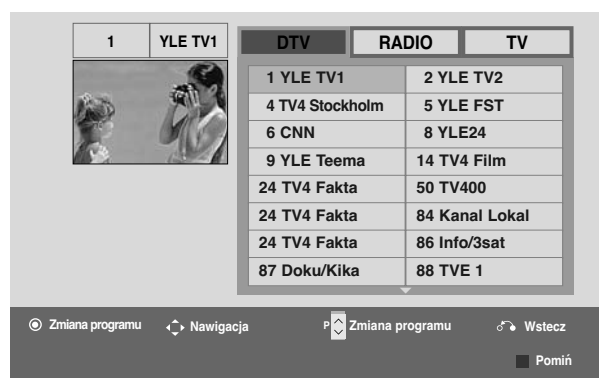 1 YLE TV1
DTV RADIO TV
1 YLE TV1 2 YLE TV2
4 TV4 Stockholm 5 YLE FST
6 CNN 8 YLE24
9 YLE Teema 14 TV4 Film
24 TV4 Fakta 50 TV400
24 TV4 Fakta 84 Kanal Lokal
24 TV4 Fakta 86 Info/3sat
87 Doku/Kika 88 TVE 1
Zmiana programu Nawigacja P Zmiana programu Wstecz
Pomiń